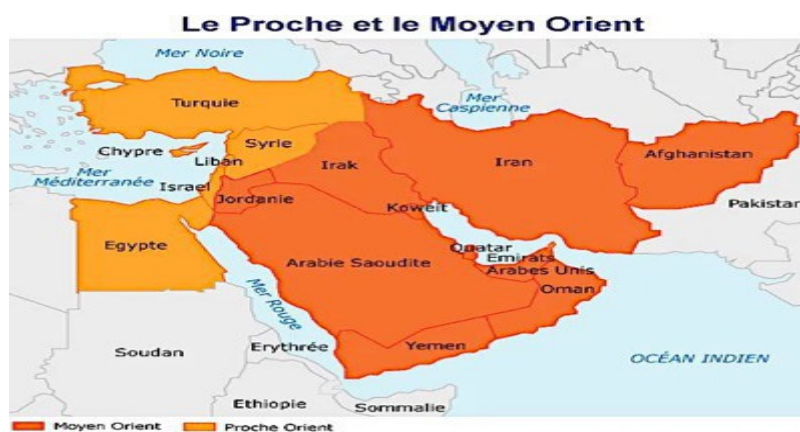 Le Proche et le Moyen Orient
Mer Noire
Mer
Caspienne
Turquie
Chypre
Syrie
Liban
Mer
Méditerranée
Israel
Irak
Iran
Afghanistan
Jordanie
Koweit
Pakistan
Egypte
Quatar
Emirats
Arabes Unis
Arabie Saoudite
Oman
Mer Rouge
Soudan
Erythrée
Yemen
OCÉAN INDIEN
Ethiopie
Sommalie
Moyen Orient
Proche Orient